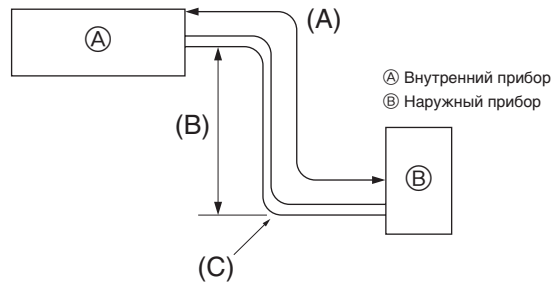 (A)
Ⓐ
Ⓐ Внутренний прибор
Ⓑ Наружный прибор
(B)
Ⓑ
(C)